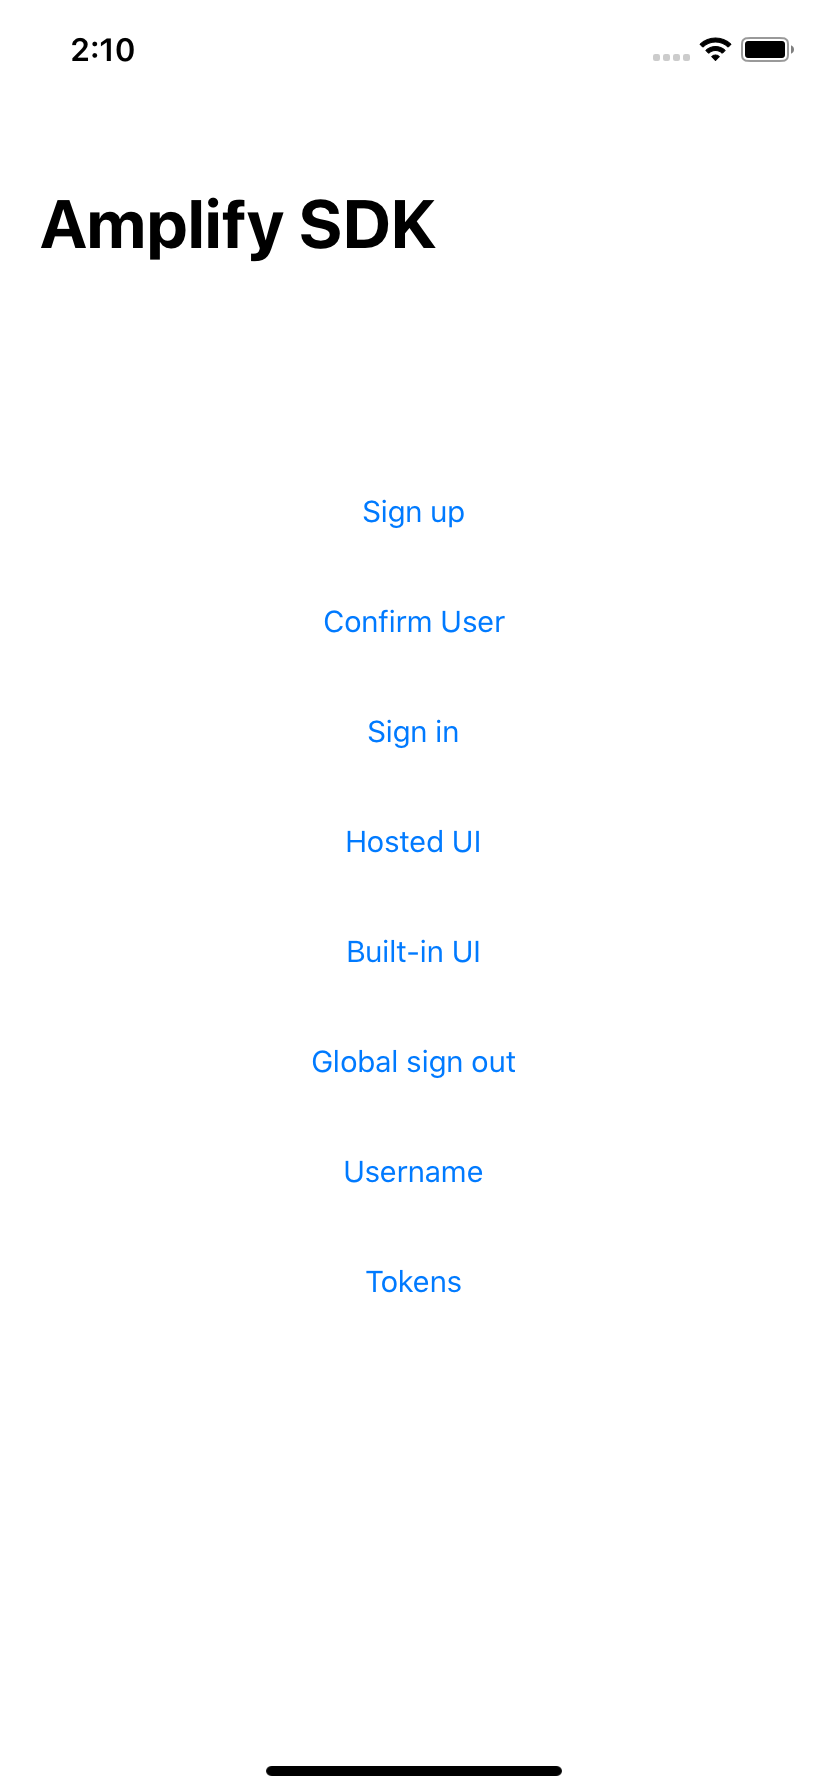 2:10
Amplify SDK
Sign up
Confirm User
Sign in
Hosted UI
Built-in UI
Global sign out
Username
Tokens